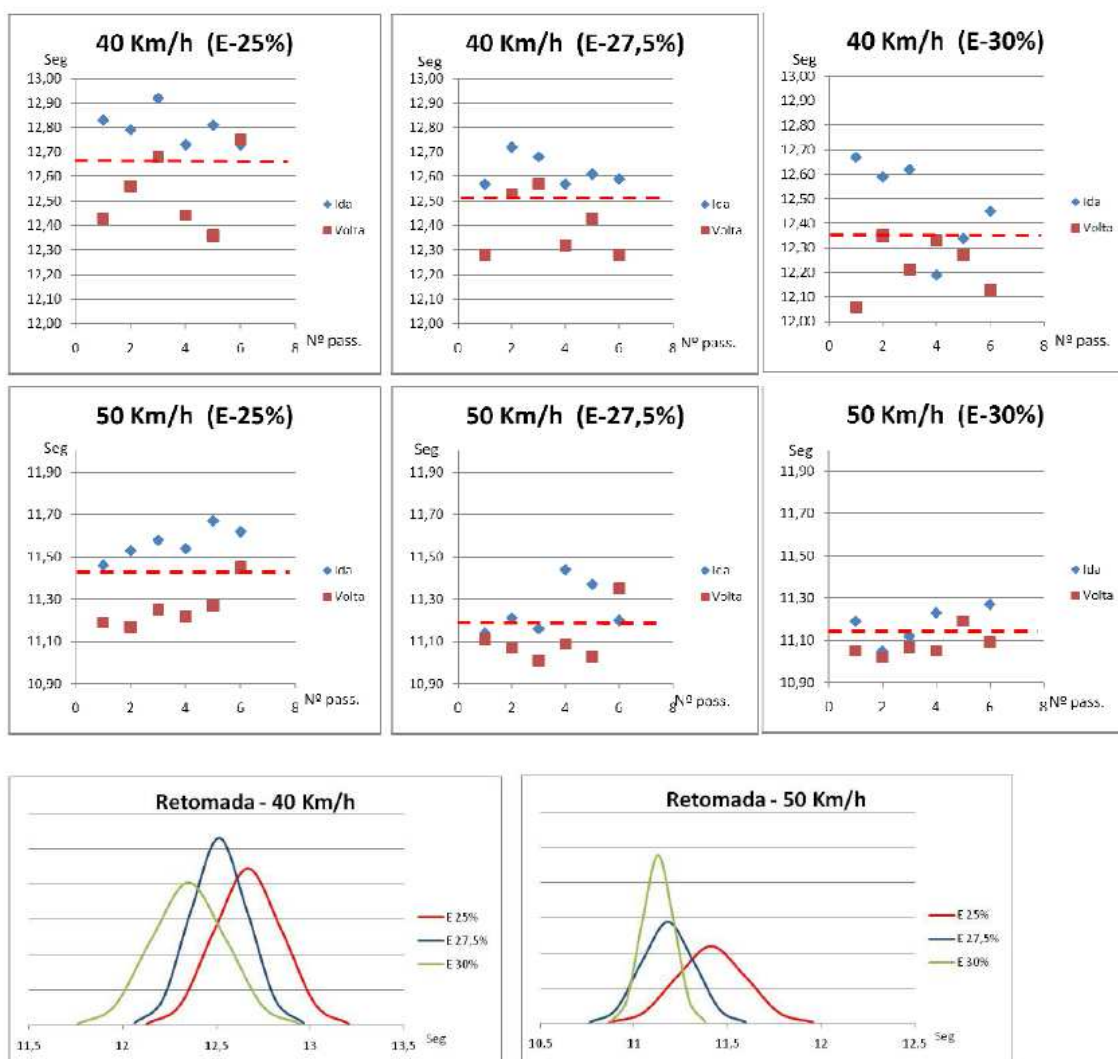 40 Km/h (E-25%)
Seg
13,00
12,90
12,80
12,70
12,60
12,50
12,40
12,30
12,20
12,10
12,00
0 2 4 6 8
Nº pass.
Ida
Volta
40 Km/h (E-27,5%)
Seg
13,00
12,90
12,80
12,70
12,60
12,50
12,40
12,30
12,20
12,10
12,00
0 2 4 6 8
Nº pass.
Ida
Volta
40 Km/h (E-30%)
Seg
13,00
12,90
12,80
12,70
12,60
12,50
12,40
12,30
12,20
12,10
12,00
0 2 4 6 8
Nº pass.
Ida
Volta
50 Km/h (E-25%)
Seg
11,90
11,70
11,50
11,30
11,10
10,90
0 2 4 6 8
Nº pass.
Ida
Volta
50 Km/h (E-27,5%)
Seg
11,90
11,70
11,50
11,30
11,10
10,90
0 2 4 6 8
Nº pass.
Ida
Volta
50 Km/h (E-30%)
Seg
11,90
11,70
11,50
11,30
11,10
10,90
0 2 4 6 8
Nº pass.
Ida
Volta
Retomada - 40 Km/h
E 25%
E 27,5%
E 30%
11,5 12 12,5 13 13,5
Seg
Retomada - 50 Km/h
E 25%
E 27,5%
E 30%
10,5 11 11,5 12 12,5
Seg